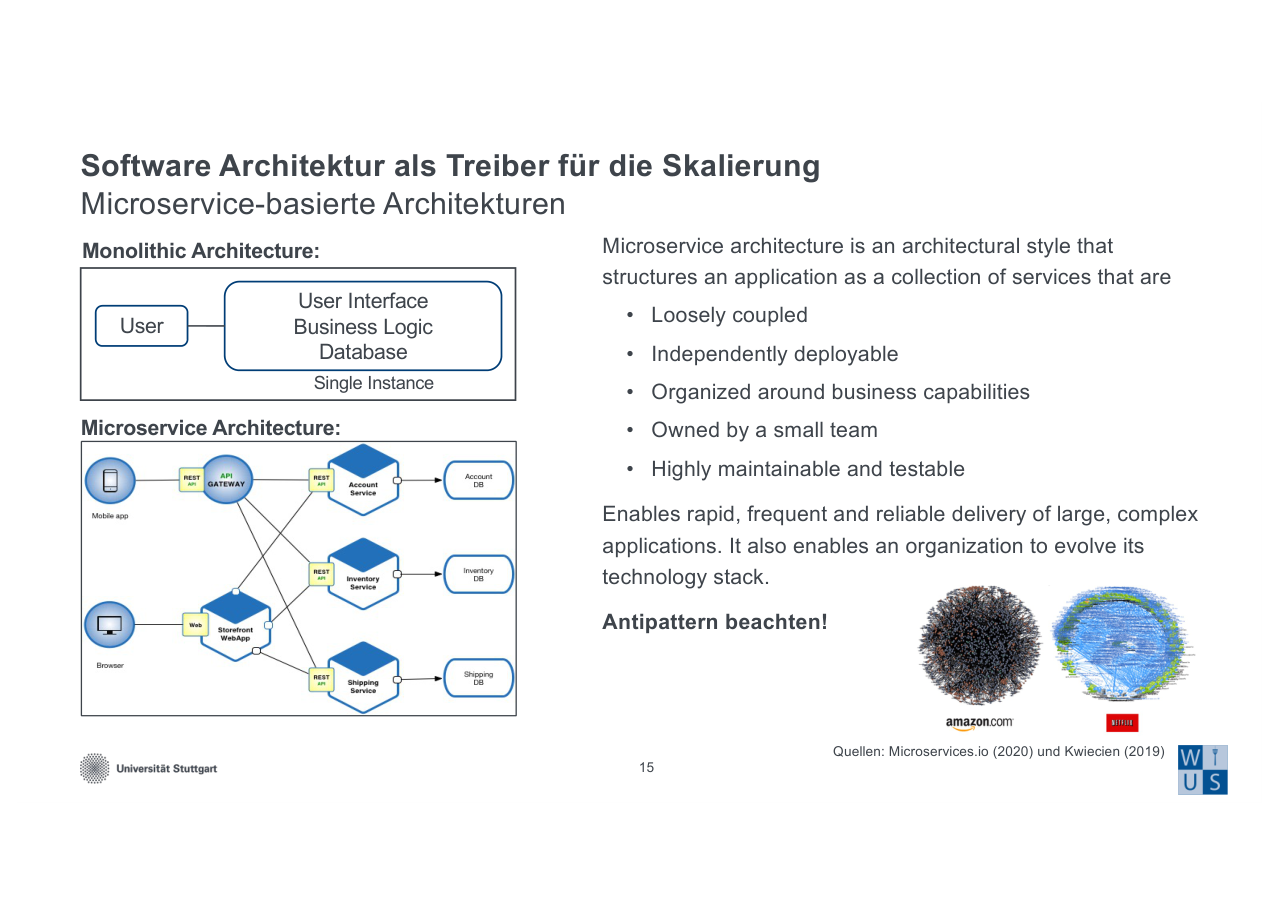 Software Architektur als Treiber für die Skalierung
Microservice-basierte Architekturen
Monolithic Architecture:
User
User Interface
Business Logic
Database
Single Instance
Microservice Architecture:
Mobile app
REST
API
API
GATEWAY
REST
API
Account
Service
Account
DB
REST
API
Inventory
Service
Inventory
DB
Browser
Web
Storefront
WebApp
REST
API
Shipping
Service
Shipping
DB
Microservice architecture is an architectural style that
structures an application as a collection of services that are
• Loosely coupled
• Independently deployable
• Organized around business capabilities
• Owned by a small team
• Highly maintainable and testable
Enables rapid, frequent and reliable delivery of large, complex
applications. It also enables an organization to evolve its
technology stack.
Antipattern beachten!
amazon.com
NETFLIX
Quellen: Microservices.io (2020) und Kwiecien (2019)
Universität Stuttgart
15
W I
U S